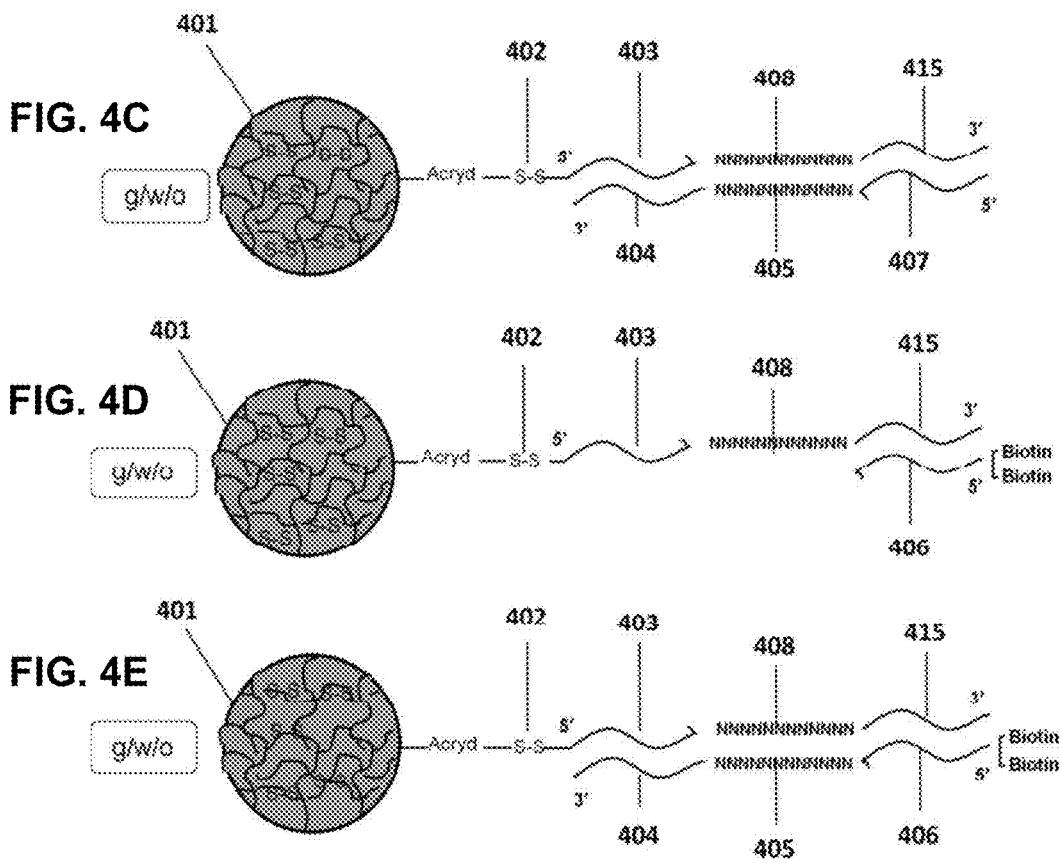 401
402
403
408
415
FIG. 4C
g/w/o
S-S
Acryd
S-S
5'
3'
NNNNNNNNNNNN
NNNNNNNNNNNN
3'
5'
404
405
407
401
402
403
408
415
FIG. 4D
g/w/o
S-S
S-S
Acryd
S-S
5'
3'
NNNNNNNNNNNN
Biotin
5'
Biotin
406
401
402
403
408
415
FIG. 4E
g/w/o
Acryd
S-S
5'
3'
NNNNNNNNNNNN
NNNNNNNNNNNN
Biotin
3'
5'
Biotin
404
405
406